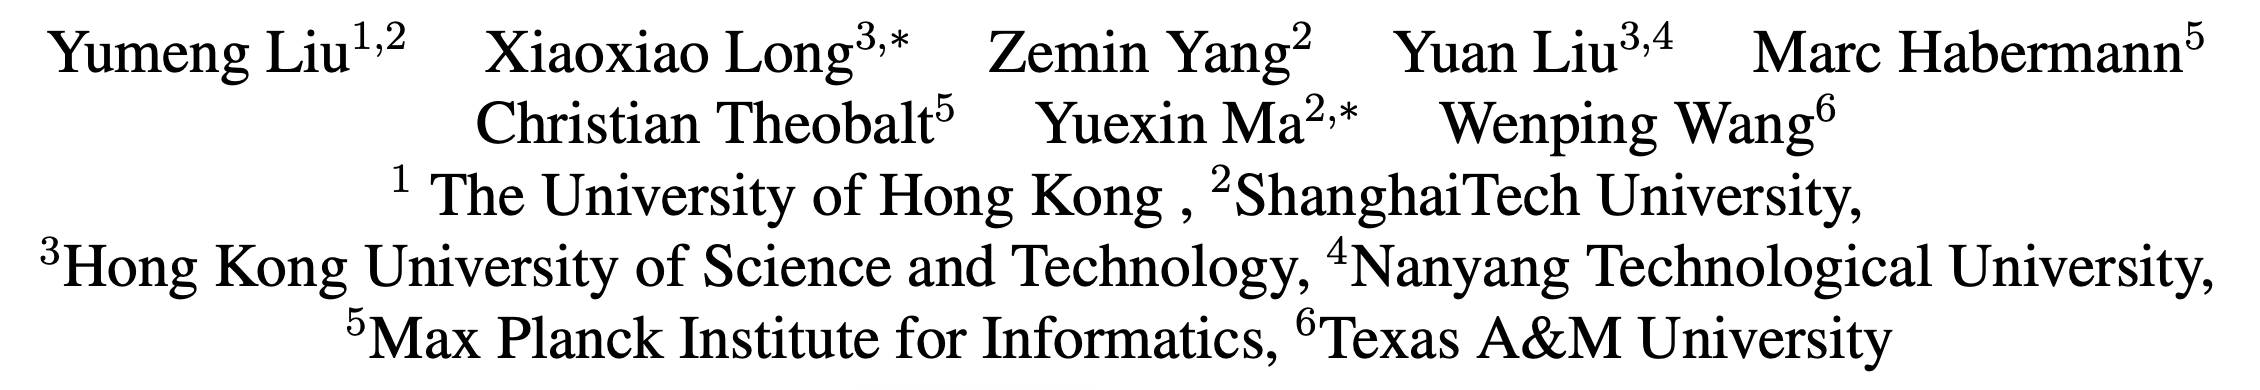 Yumeng Liu¹,² Xiaoxiao Long³,* Zemin Yang² Yuan Liu³,⁴ Marc Habermann⁵
Christian Theobalt⁵ Yuexin Ma²,* Wenping Wang⁶
¹ The University of Hong Kong , ²ShanghaiTech University,
³Hong Kong University of Science and Technology, ⁴Nanyang Technological University,
⁵Max Planck Institute for Informatics, ⁶Texas A&M University